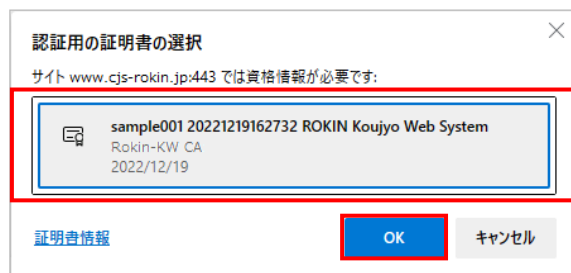 認証用の証明書の選択
サイト www.cjs-rokin.jp:443 では資格情報が必要です:
sample001 20221219162732 ROKIN Koujyo Web System
Rokin-KW CA
2022/12/19
証明書情報
OK
キャンセル